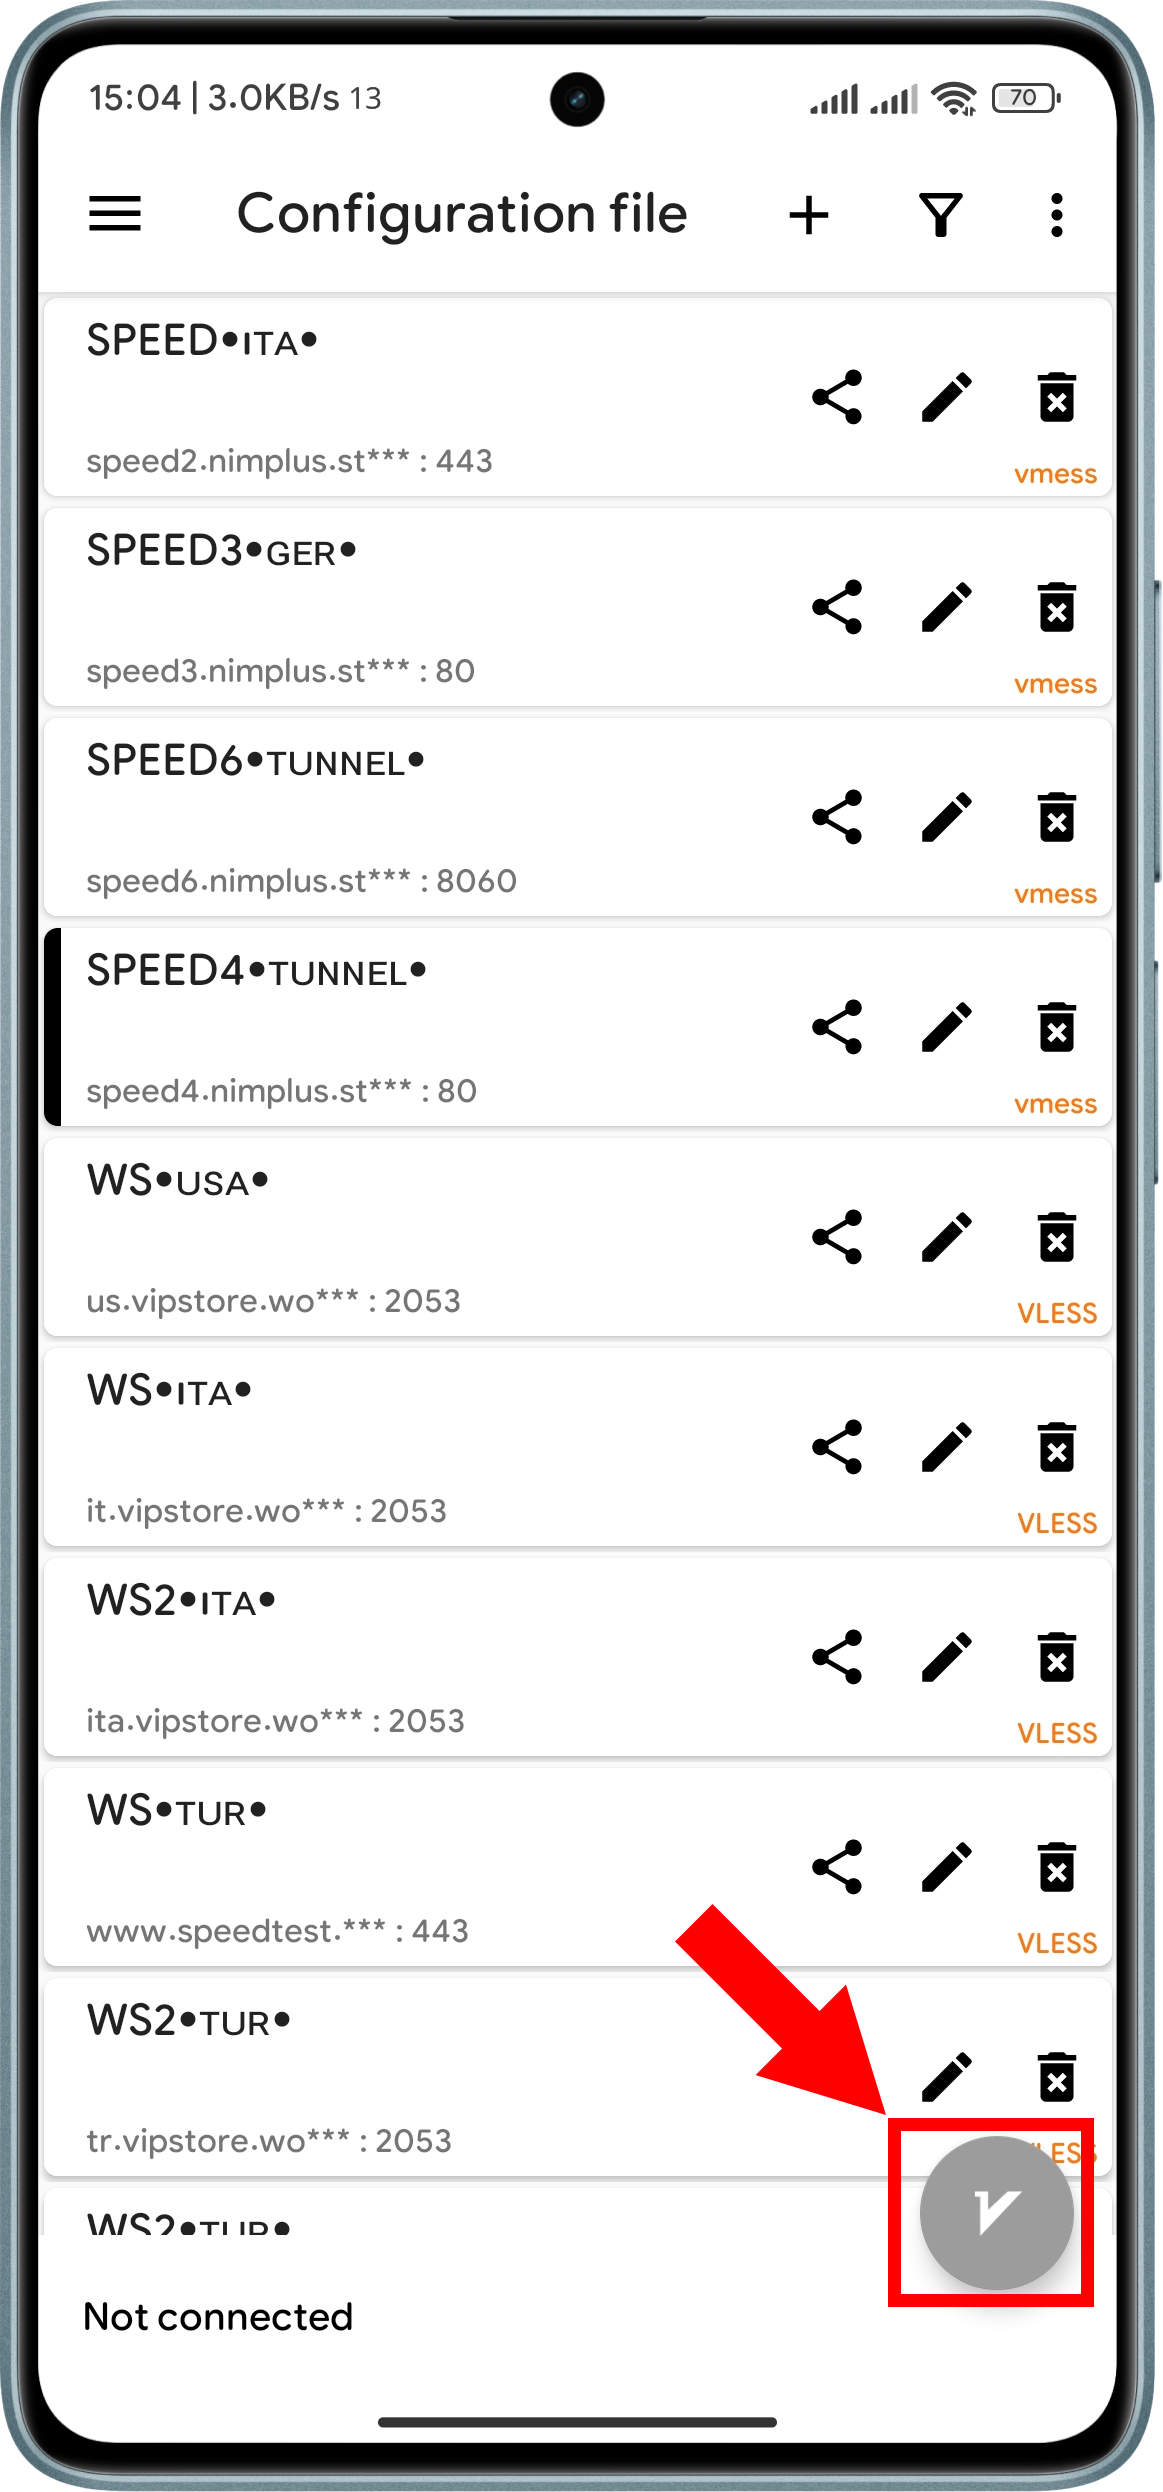 15:04 | 3.0KB/s 13
70
Configuration file
SPEED•ITA•
speed2.nimplus.st*** : 443
vmess
SPEED3•GER•
speed3.nimplus.st*** : 80
vmess
SPEED6•TUNNEL•
speed6.nimplus.st*** : 8060
vmess
SPEED4•TUNNEL•
speed4.nimplus.st*** : 80
vmess
WS•USA•
us.vipstore.wo*** : 2053
VLESS
WS•ITA•
it.vipstore.wo*** : 2053
VLESS
WS2•ITA•
ita.vipstore.wo*** : 2053
VLESS
WS•TUR•
www.speedtest.*** : 443
VLESS
WS2•TUR•
tr.vipstore.wo*** : 2053
VLESS
WS2•TUR•
V
Not connected